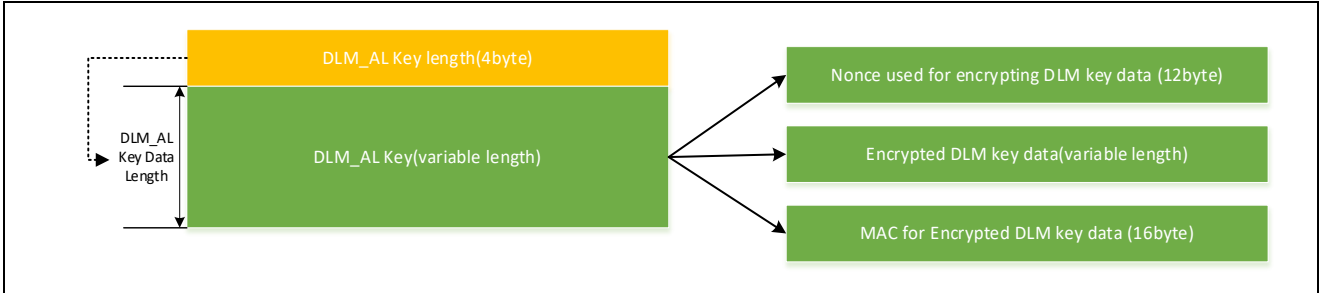 DLM_AL Key length(4byte)
DLM_AL
Key Data
Length
DLM_AL Key(variable length)
Nonce used for encrypting DLM key data (12byte)
Encrypted DLM key data(variable length)
MAC for Encrypted DLM key data (16byte)